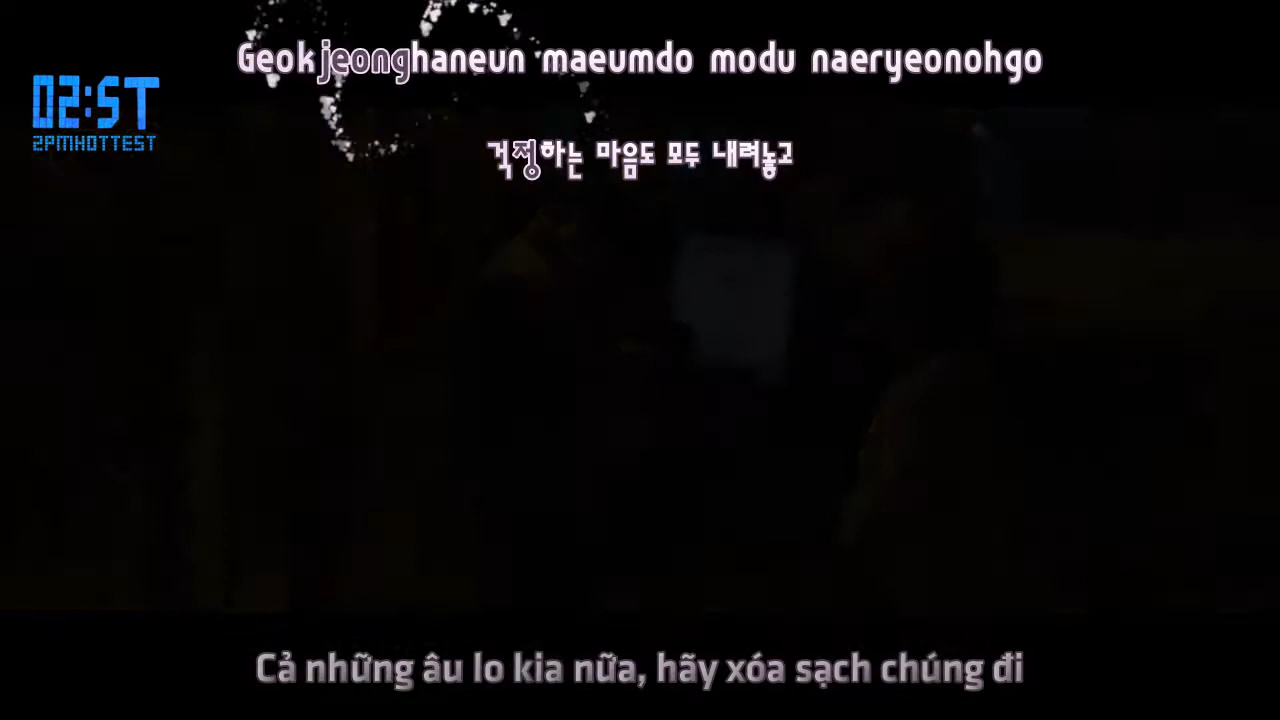 Geokjeonghaneun maeumdo modu naeryeonohgo
02:ST
2PMHOTTEST
걱정하는 마음도 모두 내려놓고
Cả những âu lo kia nữa, hãy xóa sạch chúng đi